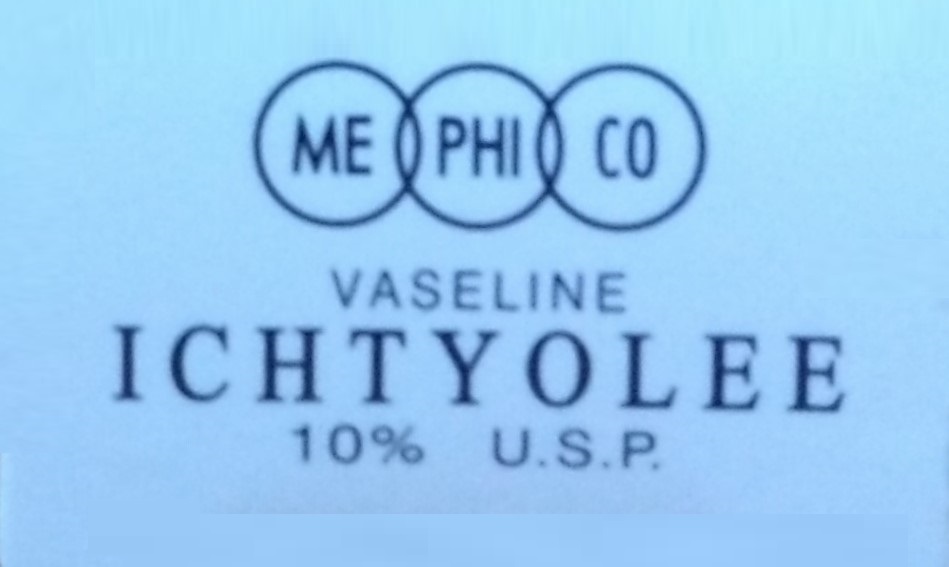 ME PHI CO
VASELINE
ICHTYOLEE
10% U.S.P.